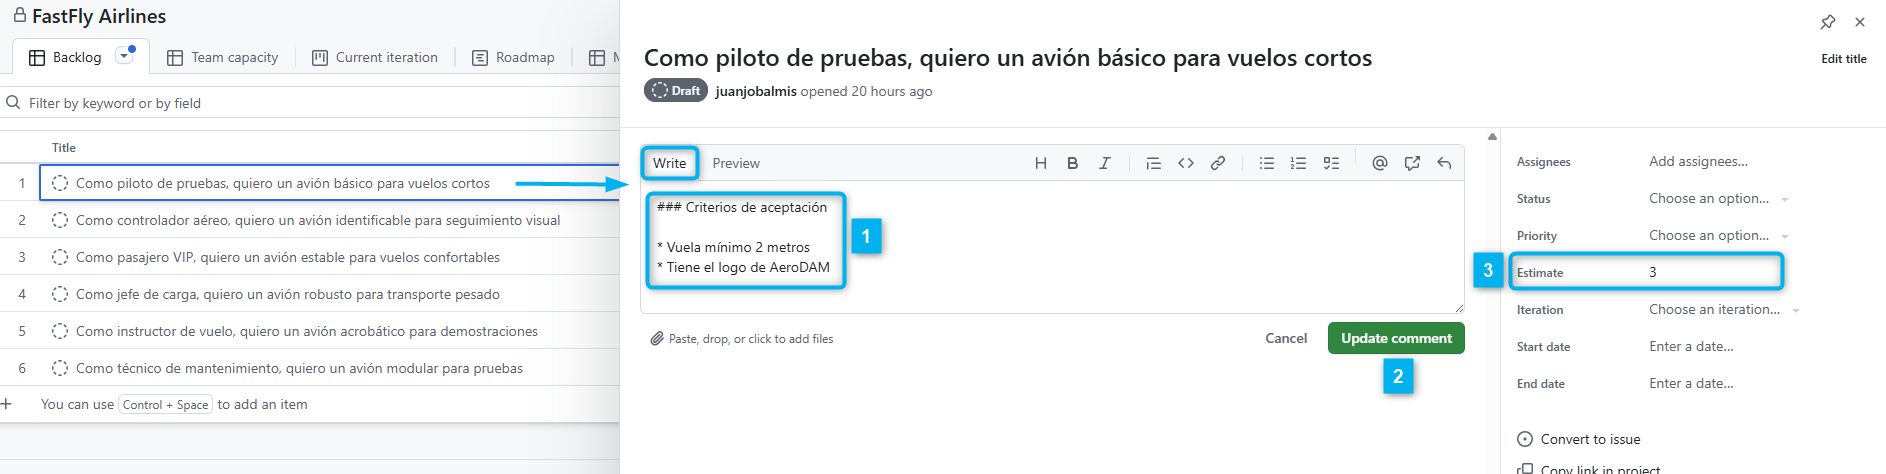 FastFly Airlines
Backlog
Team capacity
Current iteration
Roadmap
Filter by keyword or by field
Title
1 Como piloto de pruebas, quiero un avión básico para vuelos cortos
2 Como controlador aéreo, quiero un avión identificable para seguimiento visual
3 Como pasajero VIP, quiero un avión estable para vuelos confortables
4 Como jefe de carga, quiero un avión robusto para transporte pesado
5 Como instructor de vuelo, quiero un avión acrobático para demostraciones
6 Como técnico de mantenimiento, quiero un avión modular para pruebas
+ You can use Control + Space to add an item
Como piloto de pruebas, quiero un avión básico para vuelos cortos
Edit title
Draft juanjobalmis opened 20 hours ago
Write Preview
### Criterios de aceptación
* Vuela mínimo 2 metros
* Tiene el logo de AeroDAM
1
Paste, drop, or click to add files
Cancel Update comment
2
Assignees Add assignees...
Status Choose an option...
Priority Choose an option...
3 Estimate 3
Iteration Choose an iteration...
Start date Enter a date...
End date Enter a date...
Convert to issue
Copy link in project